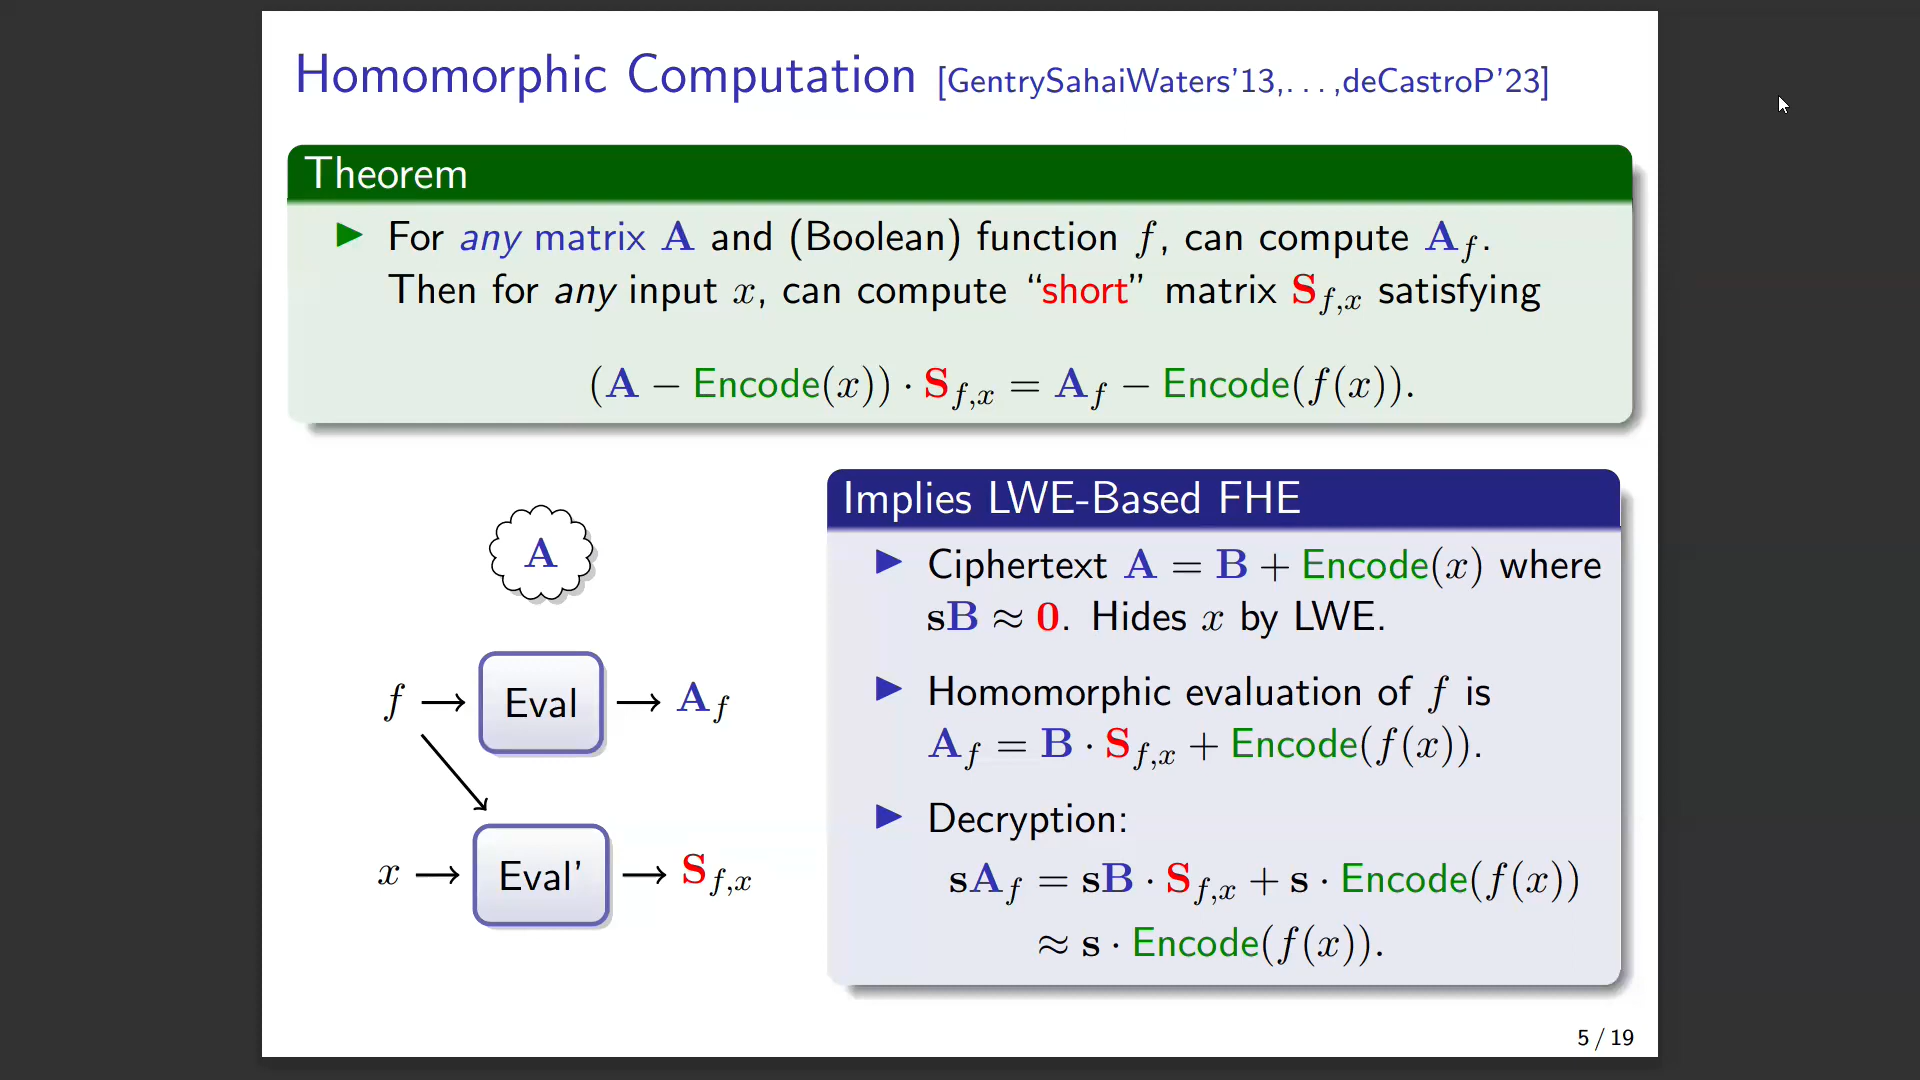 Homomorphic Computation [GentrySahaiWaters'13,...,deCastroP'23]
Theorem
▶ For any matrix A and (Boolean) function f, can compute A_f.
Then for any input x, can compute “short” matrix S_{f,x} satisfying
(A − Encode(x)) · S_{f,x} = A_f − Encode(f(x)).
A
f → Eval → A_f
x → Eval' → S_{f,x}
Implies LWE-Based FHE
▶ Ciphertext A = B + Encode(x) where
sB ≈ 0. Hides x by LWE.
▶ Homomorphic evaluation of f is
A_f = B · S_{f,x} + Encode(f(x)).
▶ Decryption:
sA_f = sB · S_{f,x} + s · Encode(f(x))
≈ s · Encode(f(x)).
5 / 19